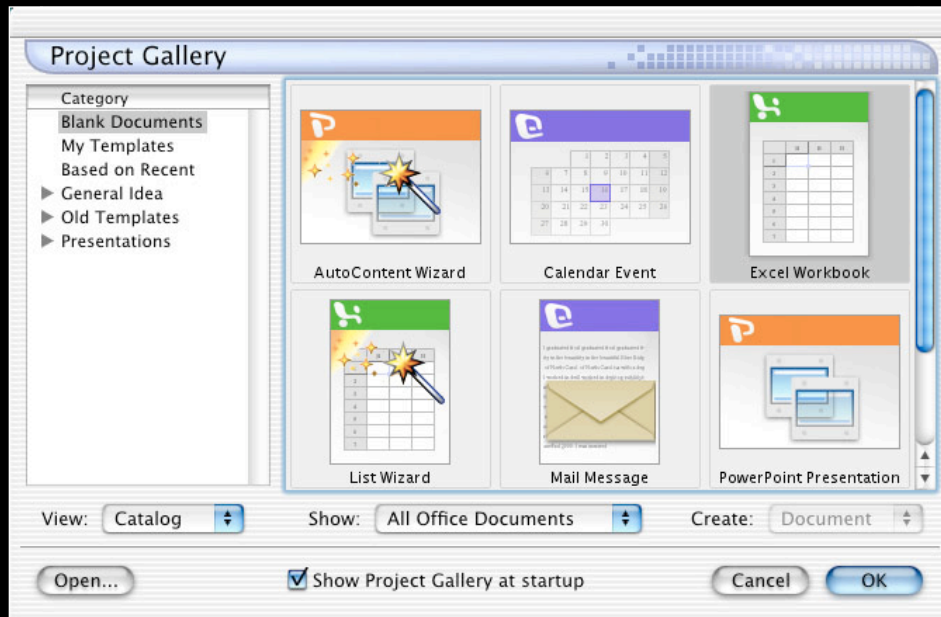 Project Gallery
Category
Blank Documents
My Templates
Based on Recent
General Idea
Old Templates
Presentations
AutoContent Wizard
Calendar Event
Excel Workbook
List Wizard
Mail Message
PowerPoint Presentation
View: Catalog Show: All Office Documents Create: Document
Open... Show Project Gallery at startup Cancel OK